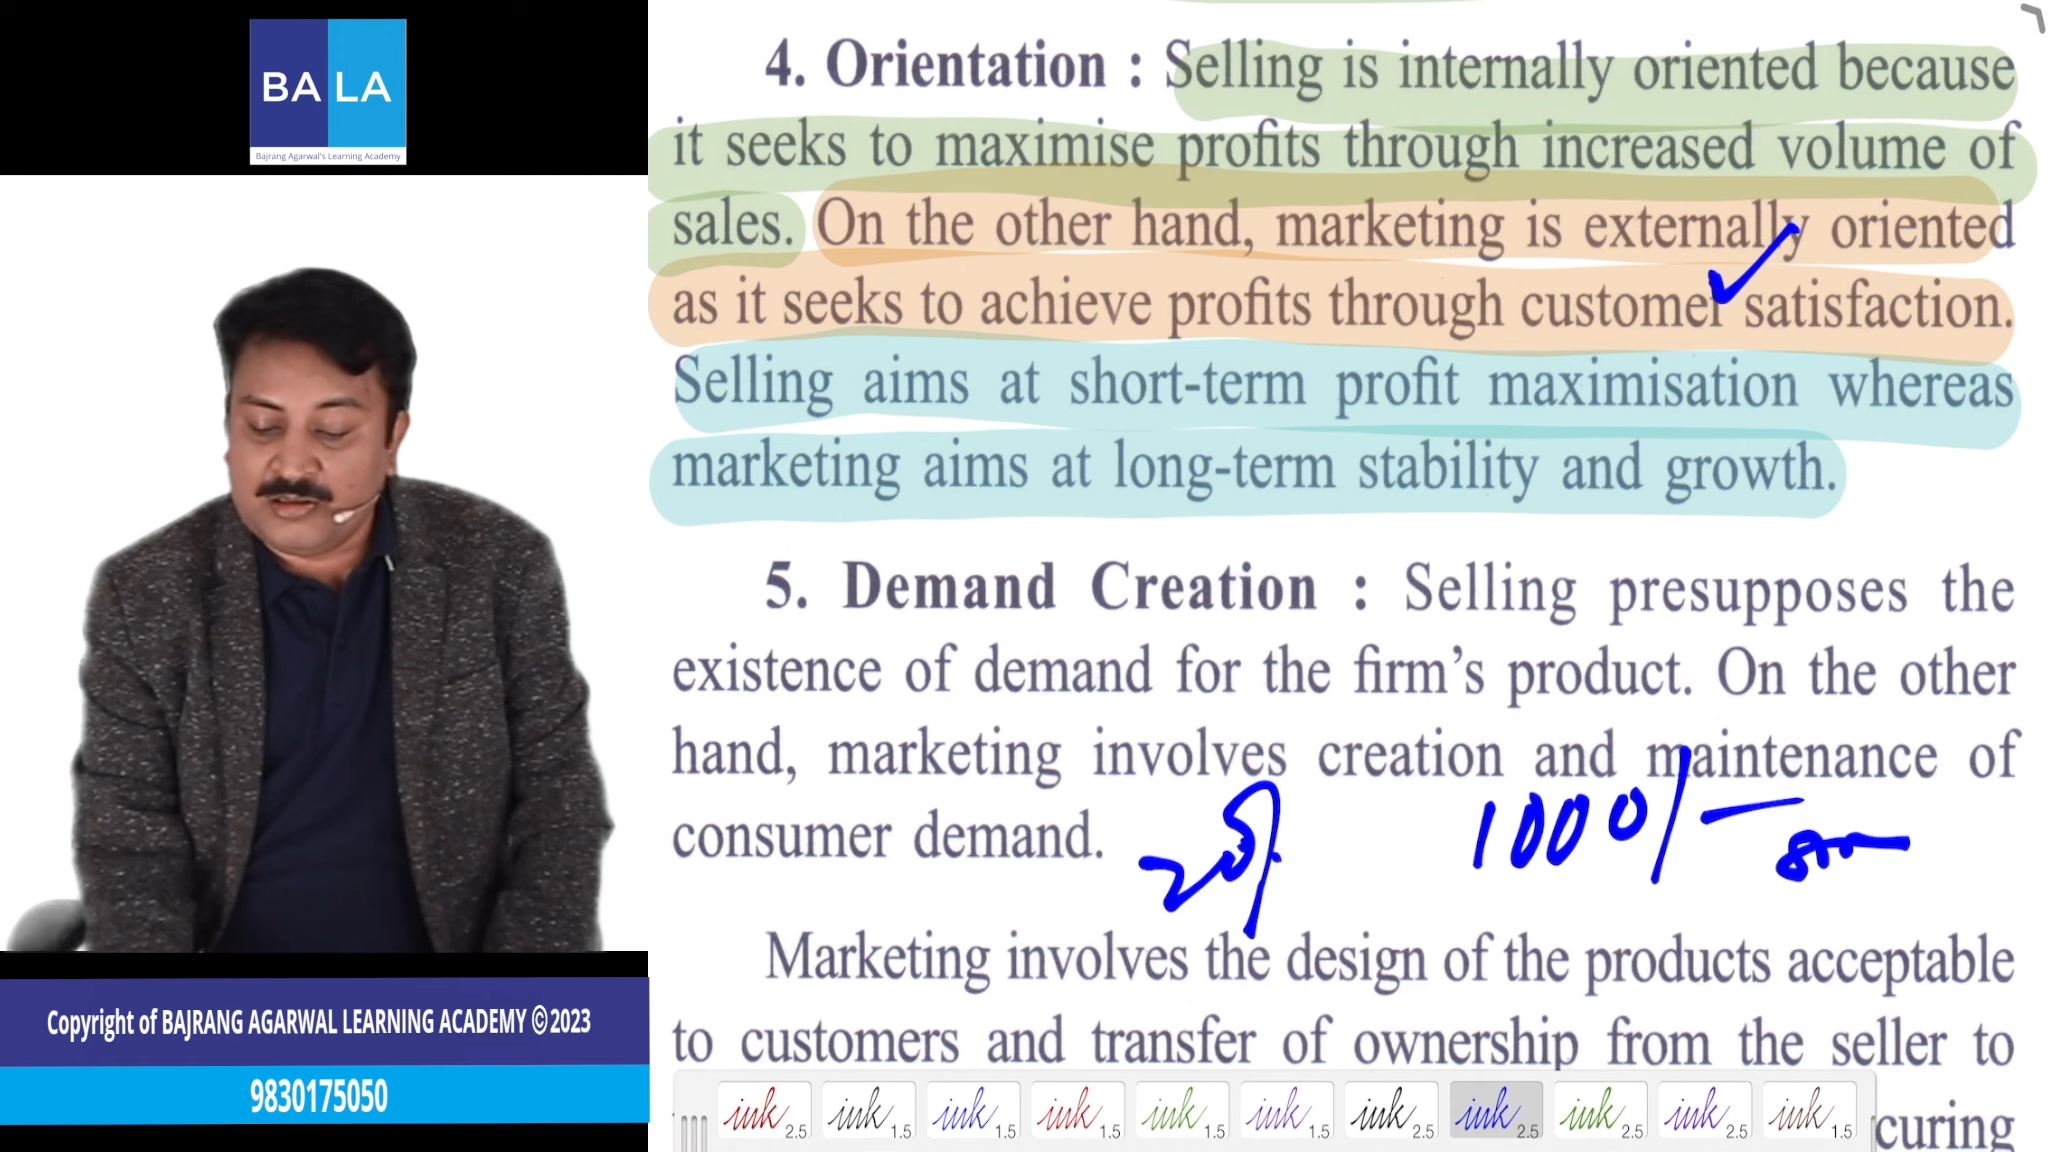 BA LA
Bajrang Agarwal's Learning Academy
4. Orientation : Selling is internally oriented because
it seeks to maximise profits through increased volume of
sales. On the other hand, marketing is externally oriented
as it seeks to achieve profits through customer satisfaction.
Selling aims at short-term profit maximisation whereas
marketing aims at long-term stability and growth.
5. Demand Creation : Selling presupposes the
existence of demand for the firm's product. On the other
hand, marketing involves creation and maintenance of
consumer demand.
20% 1000/-
Marketing involves the design of the products acceptable
to customers and transfer of ownership from the seller to
curing
ink 2.5 ink 1.5 ink 1.5 ink 1.5 ink 1.5 ink 1.5 ink 2.5 ink 2.5 ink 2.5 ink 2.5 ink 1.5
Copyright of BAJRANG AGARWAL LEARNING ACADEMY ©2023
9830175050